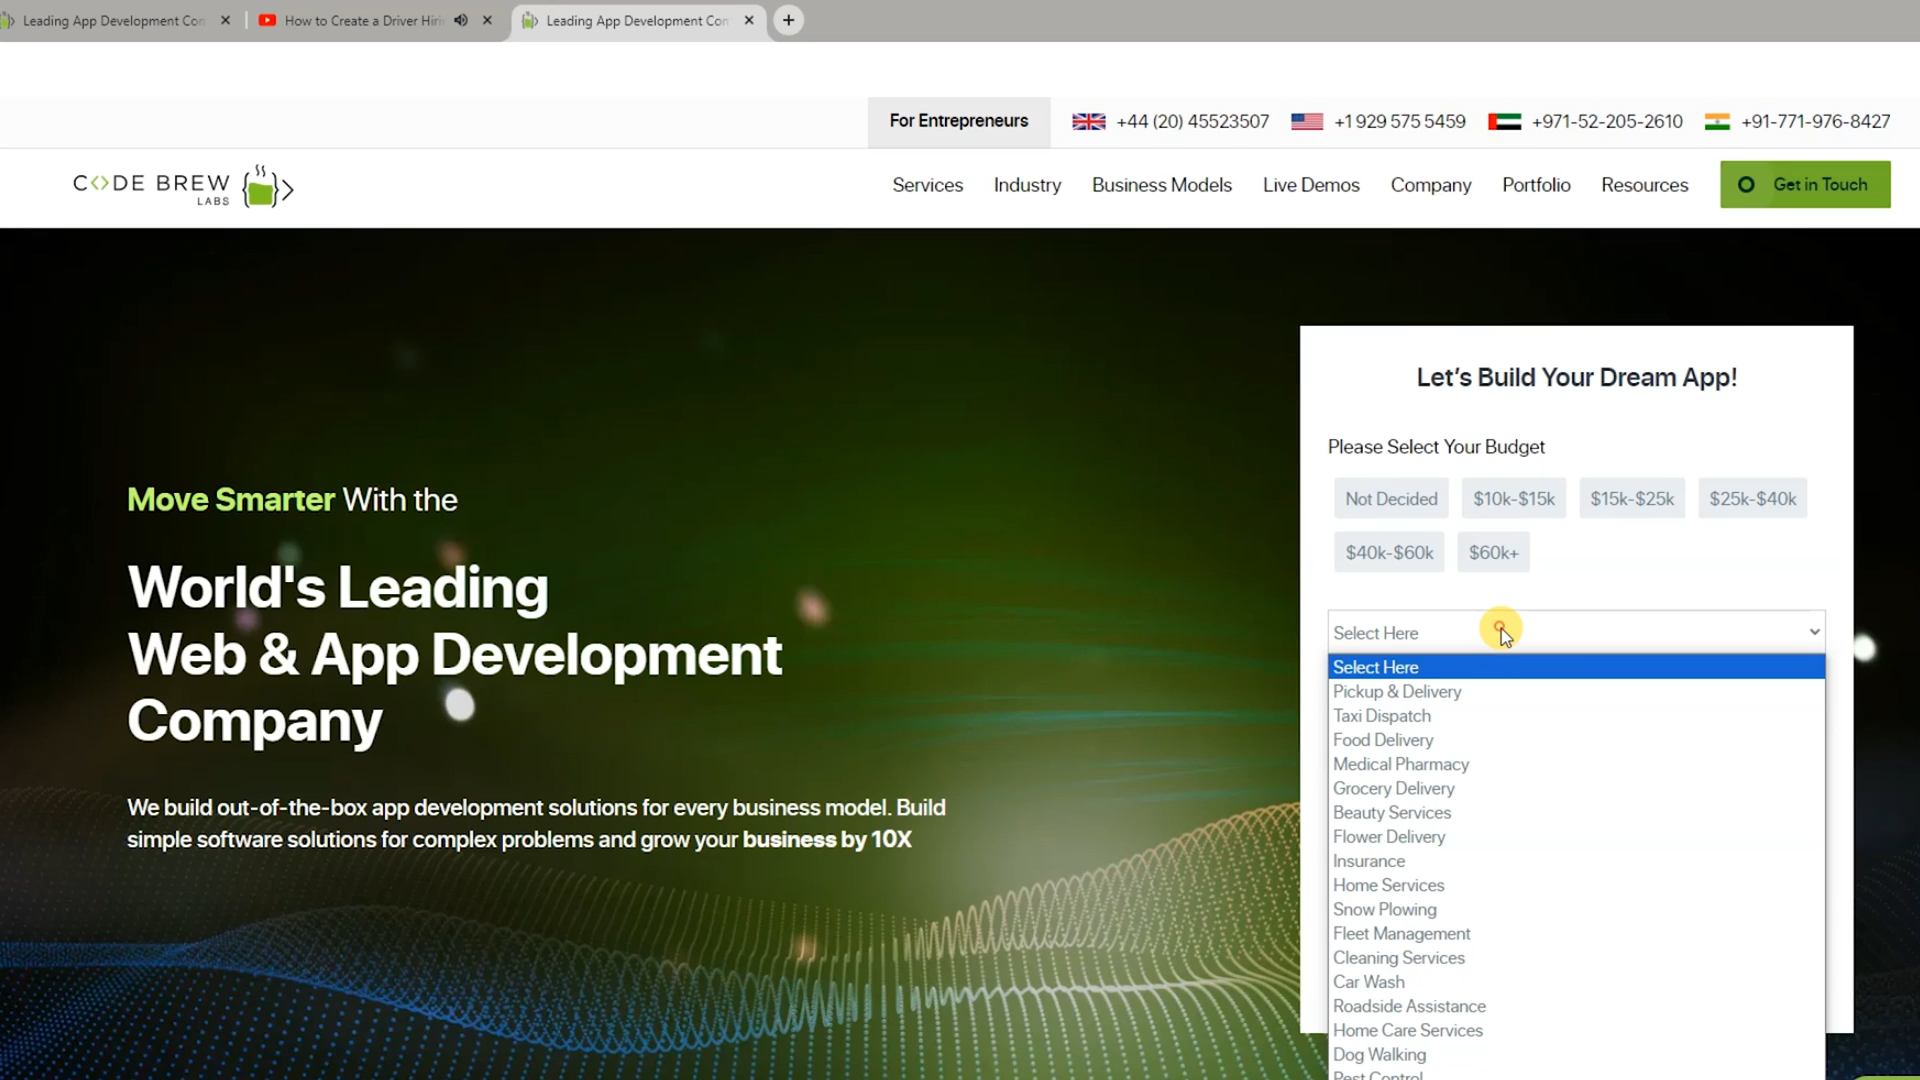 Leading App Development Con
How to Create a Driver Hirin
Leading App Development Con
For Entrepreneurs
+44 (20) 45523507
+1 929 575 5459
+971-52-205-2610
+91-771-976-8427
C<>DE BREW
LABS
Services
Industry
Business Models
Live Demos
Company
Portfolio
Resources
Get in Touch
Move Smarter With the
World's Leading
Web & App Development
Company
We build out-of-the-box app development solutions for every business model. Build
simple software solutions for complex problems and grow your business by 10X
Let’s Build Your Dream App!
Please Select Your Budget
Not Decided
$10k-$15k
$15k-$25k
$25k-$40k
$40k-$60k
$60k+
Select Here
Select Here
Pickup & Delivery
Taxi Dispatch
Food Delivery
Medical Pharmacy
Grocery Delivery
Beauty Services
Flower Delivery
Insurance
Home Services
Snow Plowing
Fleet Management
Cleaning Services
Car Wash
Roadside Assistance
Home Care Services
Dog Walking
Pest Control